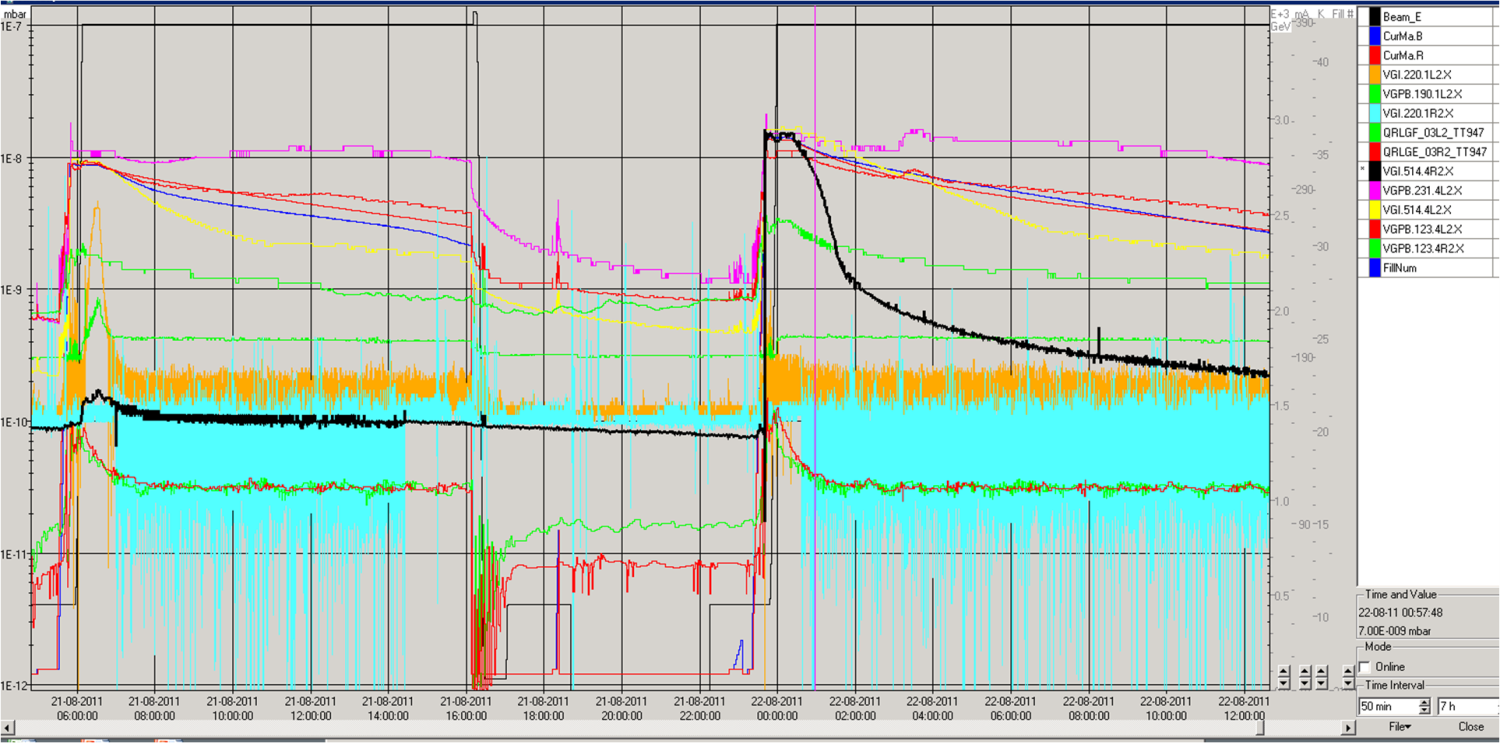 mbar
E+3 mA K Fill #
GeV
390
1E-7
40
3.0
1E-8
35
290
2.5
30
1E-9
2.0
25
190
1E-10
1.5
20
1.0
90
15
1E-11
0.5
10
1E-12
21-08-2011 21-08-2011 21-08-2011 21-08-2011 21-08-2011 21-08-2011 21-08-2011 21-08-2011 21-08-2011 22-08-2011 22-08-2011 22-08-2011 22-08-2011 22-08-2011 22-08-2011 22-08-2011
06:00:00 08:00:00 10:00:00 12:00:00 14:00:00 16:00:00 18:00:00 20:00:00 22:00:00 00:00:00 02:00:00 04:00:00 06:00:00 08:00:00 10:00:00 12:00:00
Beam_E
CurMa.B
CurMa.R
VGI.220.1L2.X
VGPB.190.1L2.X
VGI.220.1R2.X
QRLGF_03L2_TT947
QRLGE_03R2_TT947
VGI.514.4R2.X
VGPB.231.4L2.X
VGI.514.4L2.X
VGPB.123.4L2.X
VGPB.123.4R2.X
FillNum
Time and Value
22-08-11 00:57:48
7.00E-009 mbar
Mode
Online
Time Interval
50 min 7 h
File Close